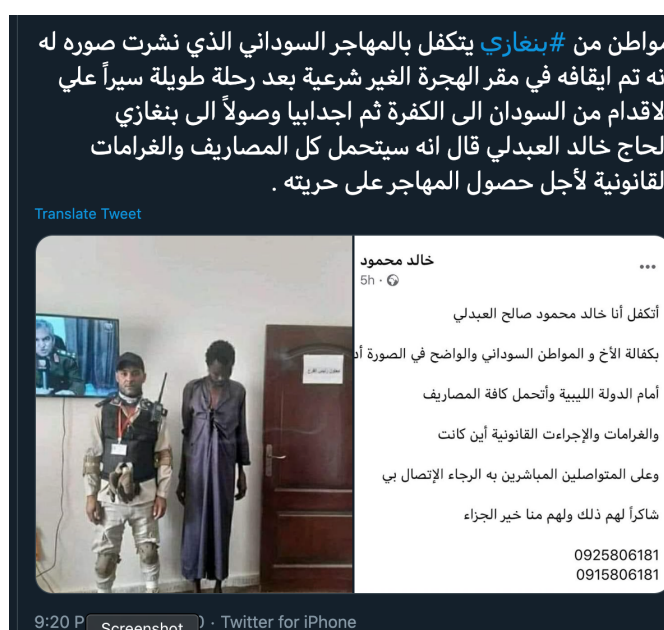 مواطن من #بنغازي يتكفل بالمهاجر السوداني الذي نشرت صوره له
نه تم ايقافه في مقر الهجرة الغير شرعية بعد رحلة طويلة سيراً علي
لاقدام من السودان الى الكفرة ثم اجدابيا وصولاً الى بنغازي
لحاج خالد العبدلي قال انه سيتحمل كل المصاريف والغرامات
لقانونية لأجل حصول المهاجر على حريته .
Translate Tweet
خالد محمود
5h
أتكفل أنا خالد محمود صالح العبدلي
بكفالة الأخ و المواطن السوداني والواضح في الصورة أد
أمام الدولة الليبية وأتحمل كافة المصاريف
والغرامات والإجراءت القانونية أين كانت
وعلى المتواصلين المباشرين به الرجاء الإتصال بي
شاكراً لهم ذلك ولهم منا خير الجزاء
0925806181
0915806181
9:20 P
0 · Twitter for iPhone
Screenshot